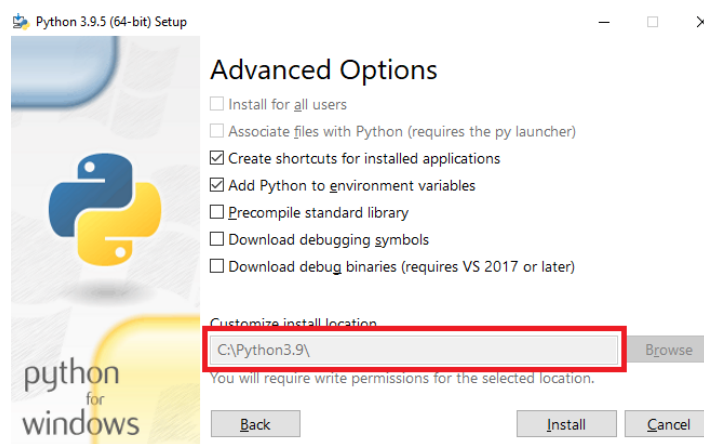 Python 3.9.5 (64-bit) Setup
Advanced Options
Install for all users
Associate files with Python (requires the py launcher)
Create shortcuts for installed applications
Add Python to environment variables
Precompile standard library
Download debugging symbols
Download debug binaries (requires VS 2017 or later)
Customize install location
C:\Python3.9\
Browse
You will require write permissions for the selected location.
python
for
windows
Back
Install
Cancel